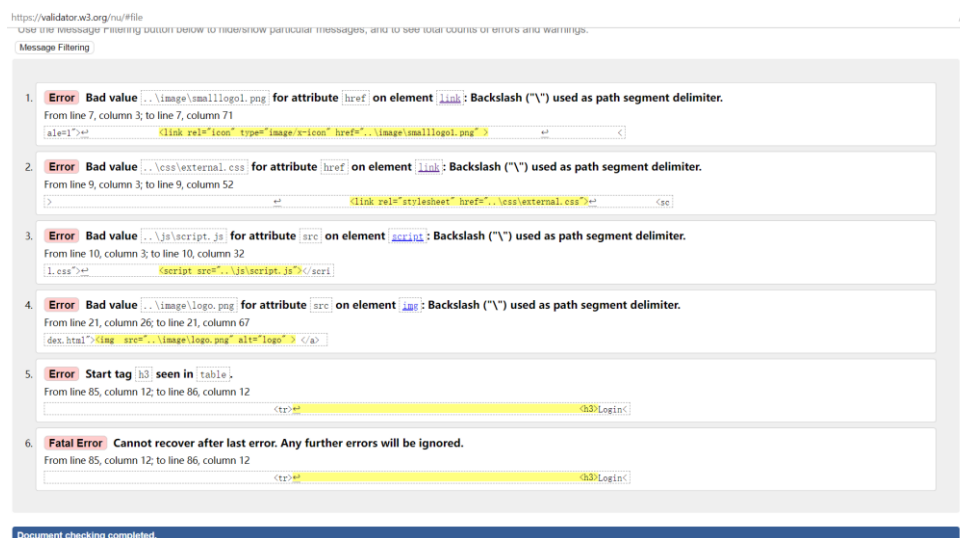 https://validator.w3.org/nu/#file
Use the Message Filtering button below to hide/show particular messages, and to see total counts of errors and warnings.
Message Filtering
1. Error Bad value ..\image\smalllogo1.png for attribute href on element link: Backslash ("\") used as path segment delimiter.
From line 7, column 3; to line 7, column 71
ale=1">↩ <link rel="icon" type="image/x-icon" href="..\image\smalllogo1.png" > ↩ <
2. Error Bad value ..\css\external.css for attribute href on element link: Backslash ("\") used as path segment delimiter.
From line 9, column 3; to line 9, column 52
> ↩ <link rel="stylesheet" href="..\css\external.css">↩ <sc
3. Error Bad value ..\js\script.js for attribute src on element script: Backslash ("\") used as path segment delimiter.
From line 10, column 3; to line 10, column 32
l.css">↩ <script src="..\js\script.js"></scri
4. Error Bad value ..\image\logo.png for attribute src on element img: Backslash ("\") used as path segment delimiter.
From line 21, column 26; to line 21, column 67
dex.html"><img src="..\image\logo.png" alt="logo" > </a>
5. Error Start tag h3 seen in table.
From line 85, column 12; to line 86, column 12
<tr>↩ <h3>Login<
6. Fatal Error Cannot recover after last error. Any further errors will be ignored.
From line 85, column 12; to line 86, column 12
<tr>↩ <h3>Login<
Document checking completed.